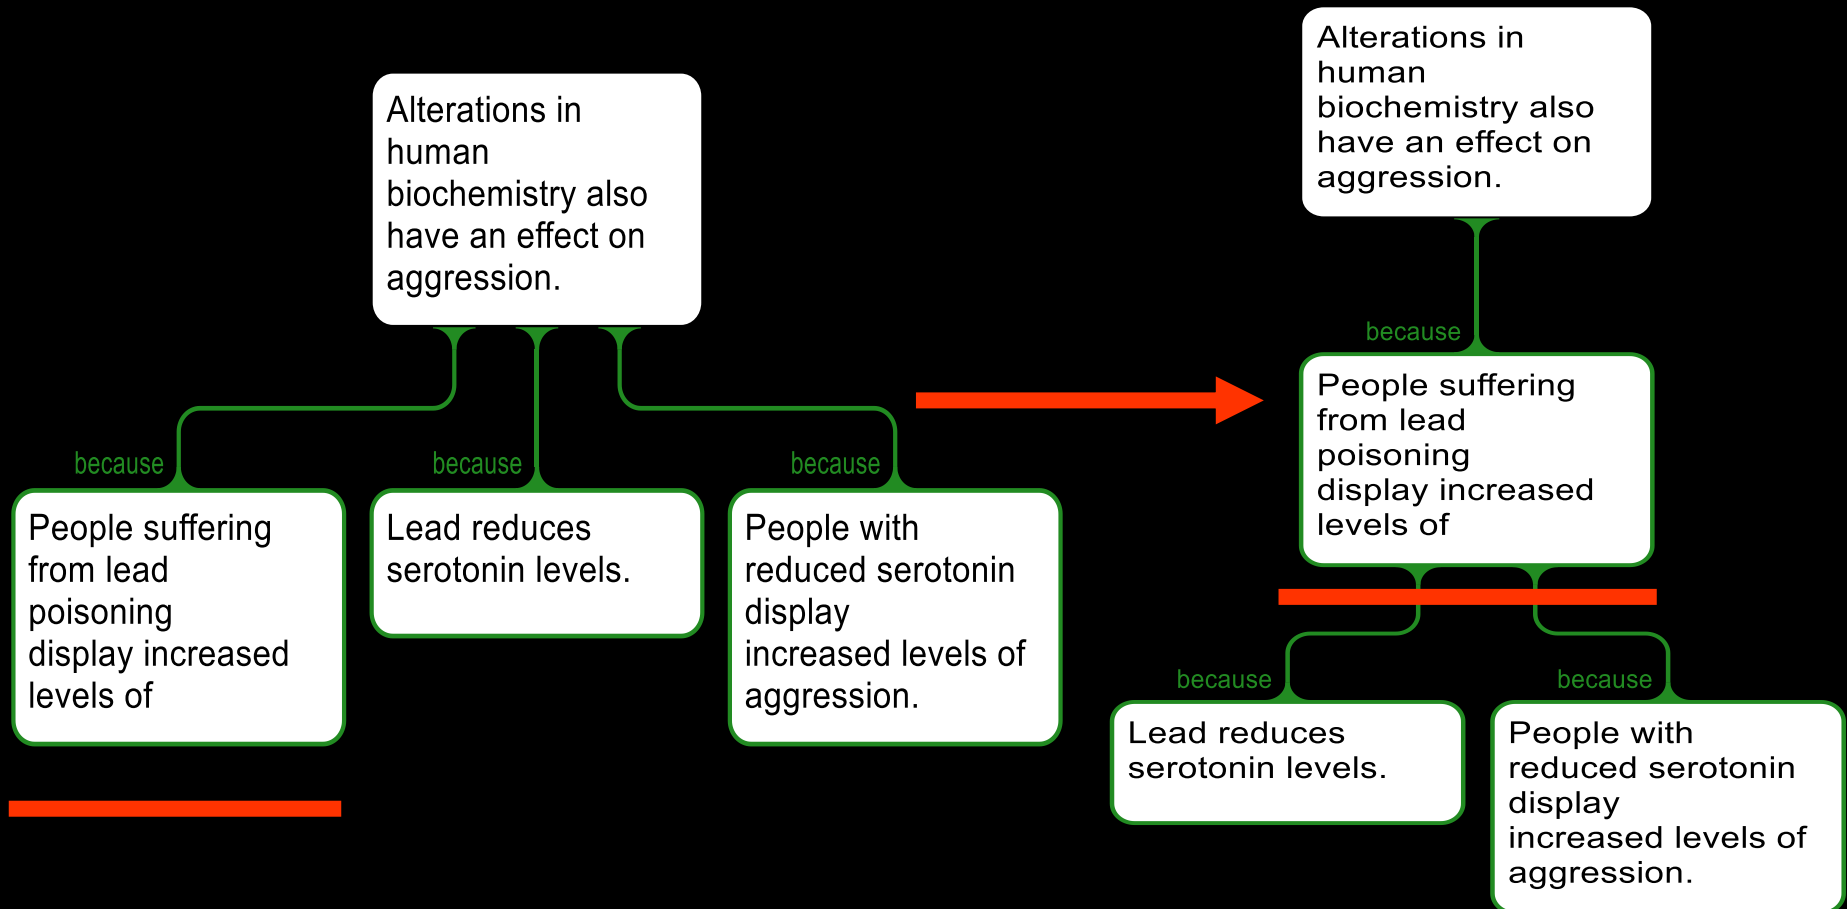 Alterations in
human
biochemistry also
have an effect on
aggression.
because
People suffering
from lead
poisoning
display increased
levels of
because
Lead reduces
serotonin levels.
because
People with
reduced serotonin
display
increased levels of
aggression.
Alterations in
human
biochemistry also
have an effect on
aggression.
because
People suffering
from lead
poisoning
display increased
levels of
because
Lead reduces
serotonin levels.
because
People with
reduced serotonin
display
increased levels of
aggression.